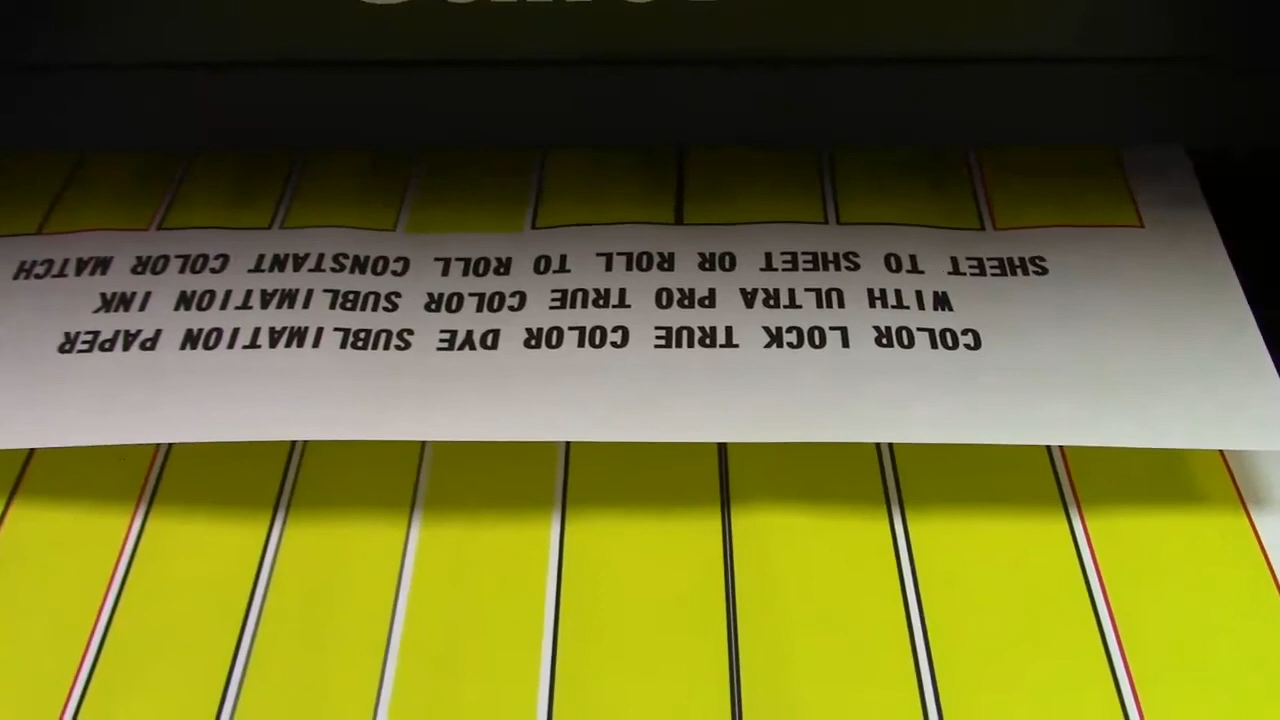 COLOR LOCK TRUE COLOR DYE SUBLIMATION PAPER
WITH ULTRA PRO TRUE COLOR SUBLIMATION INK
SHEET TO SHEET OR ROLL TO ROLL CONSTANT COLOR MATCH